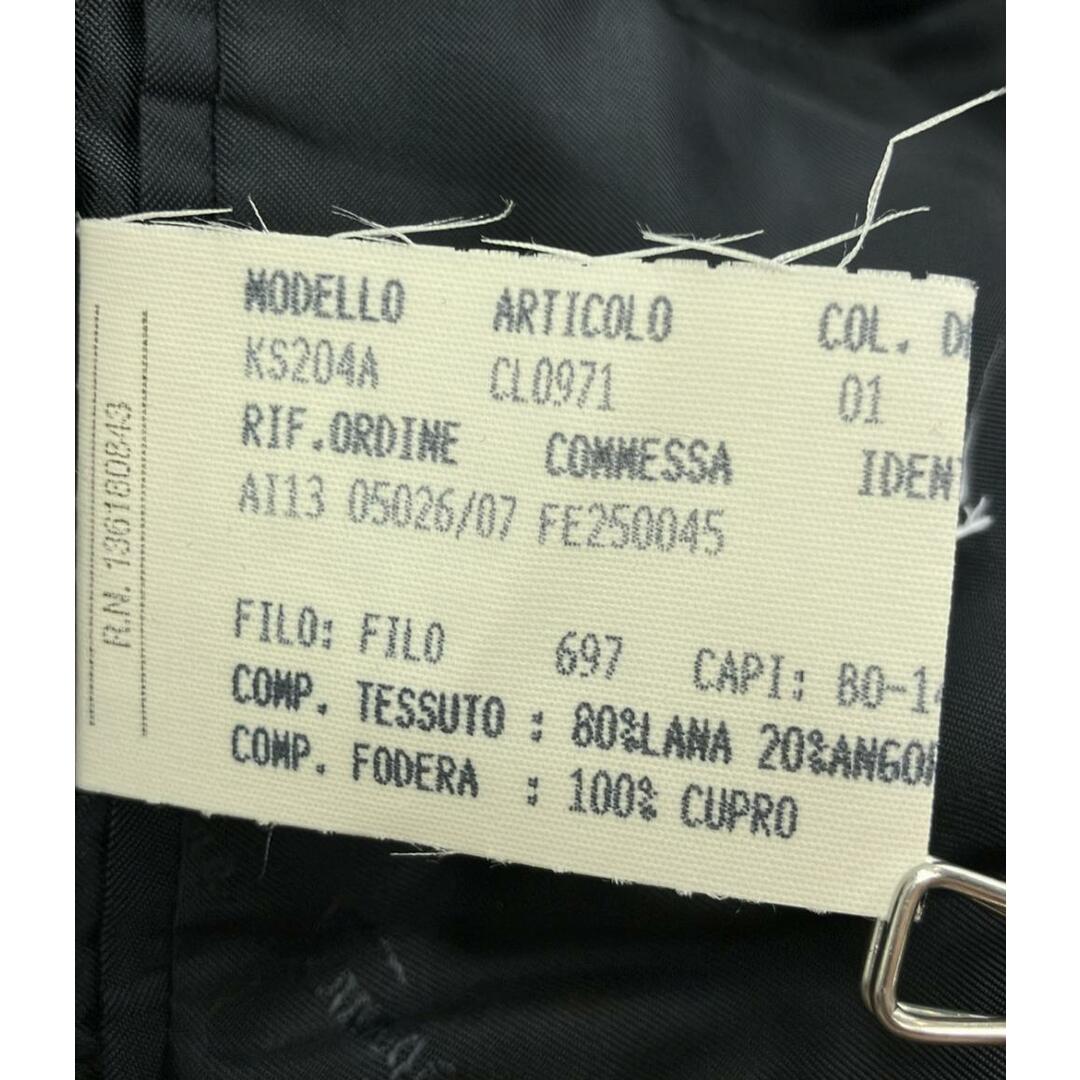 MODELLO ARTICOLO COL.
KS204A CL0971 01
RIF.ORDINE COMMESSA
AI13 05026/07 FE250045
FILO: FILO 697 CAPI:
COMP. TESSUTO : 80%LANA
COMP. FODERA : 100% CUPRO
R.N. 136180843